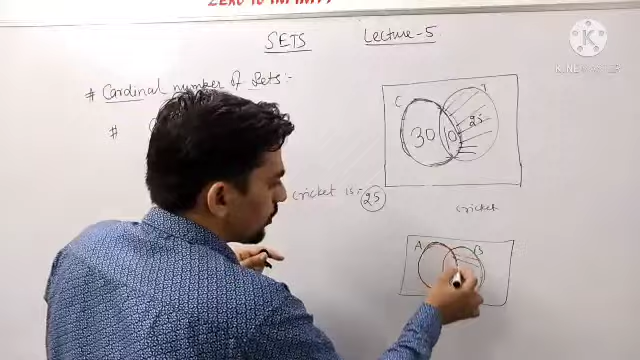 ZERO TO INFINITY
SETS Lecture-5
K
KINEMASTER
# Cardinal number of sets:-
C
30 10 25
#
cricket is = 25
cricket
A B